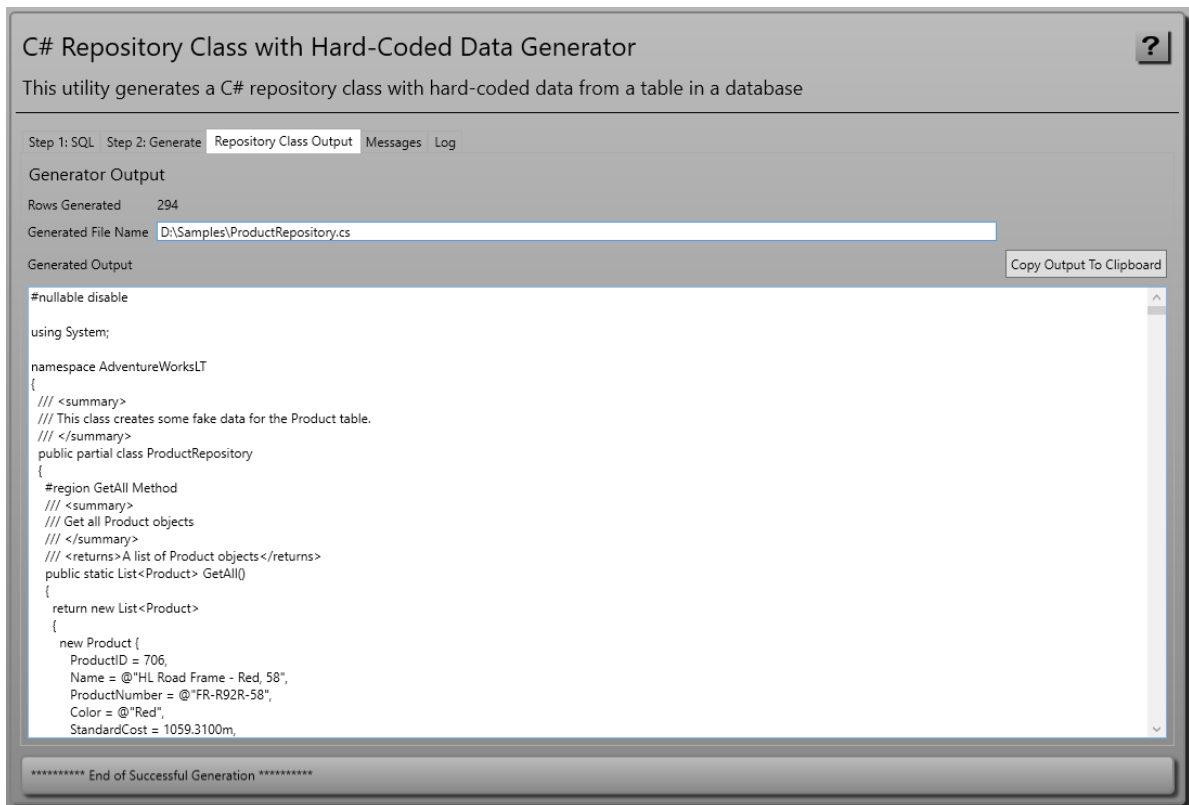 C# Repository Class with Hard-Coded Data Generator
?
This utility generates a C# repository class with hard-coded data from a table in a database
Step 1: SQL Step 2: Generate Repository Class Output Messages Log
Generator Output
Rows Generated 294
Generated File Name D:\Samples\ProductRepository.cs
Generated Output Copy Output To Clipboard
#nullable disable
using System;
namespace AdventureWorksLT
{
/// <summary>
/// This class creates some fake data for the Product table.
/// </summary>
public partial class ProductRepository
{
#region GetAll Method
/// <summary>
/// Get all Product objects
/// </summary>
/// <returns>A list of Product objects</returns>
public static List<Product> GetAll()
{
return new List<Product>
{
new Product {
ProductID = 706,
Name = @"HL Road Frame - Red, 58",
ProductNumber = @"FR-R92R-58",
Color = @"Red",
StandardCost = 1059.3100m,
********** End of Successful Generation **********